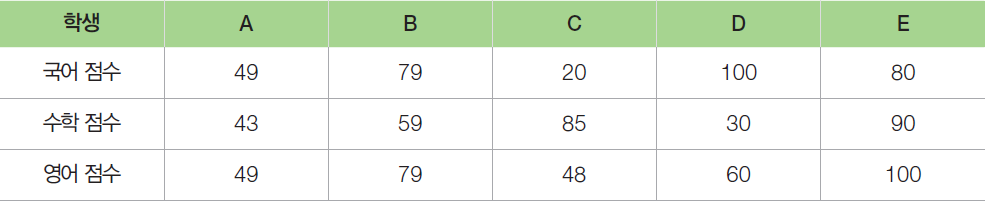 학생 A B C D E
국어 점수 49 79 20 100 80
수학 점수 43 59 85 30 90
영어 점수 49 79 48 60 100